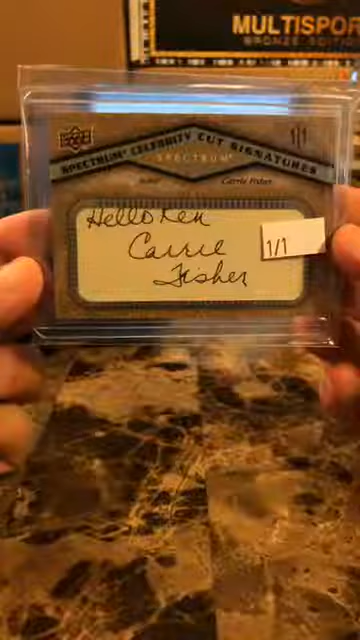 MULTISPOR
BRONZE EDITIO
1/1
SPECTRUM CELEBRITY CUT SIGNATURES
SPECTRUM
Carrie Fisher
Hello Ken
Carrie
Fisher
1/1